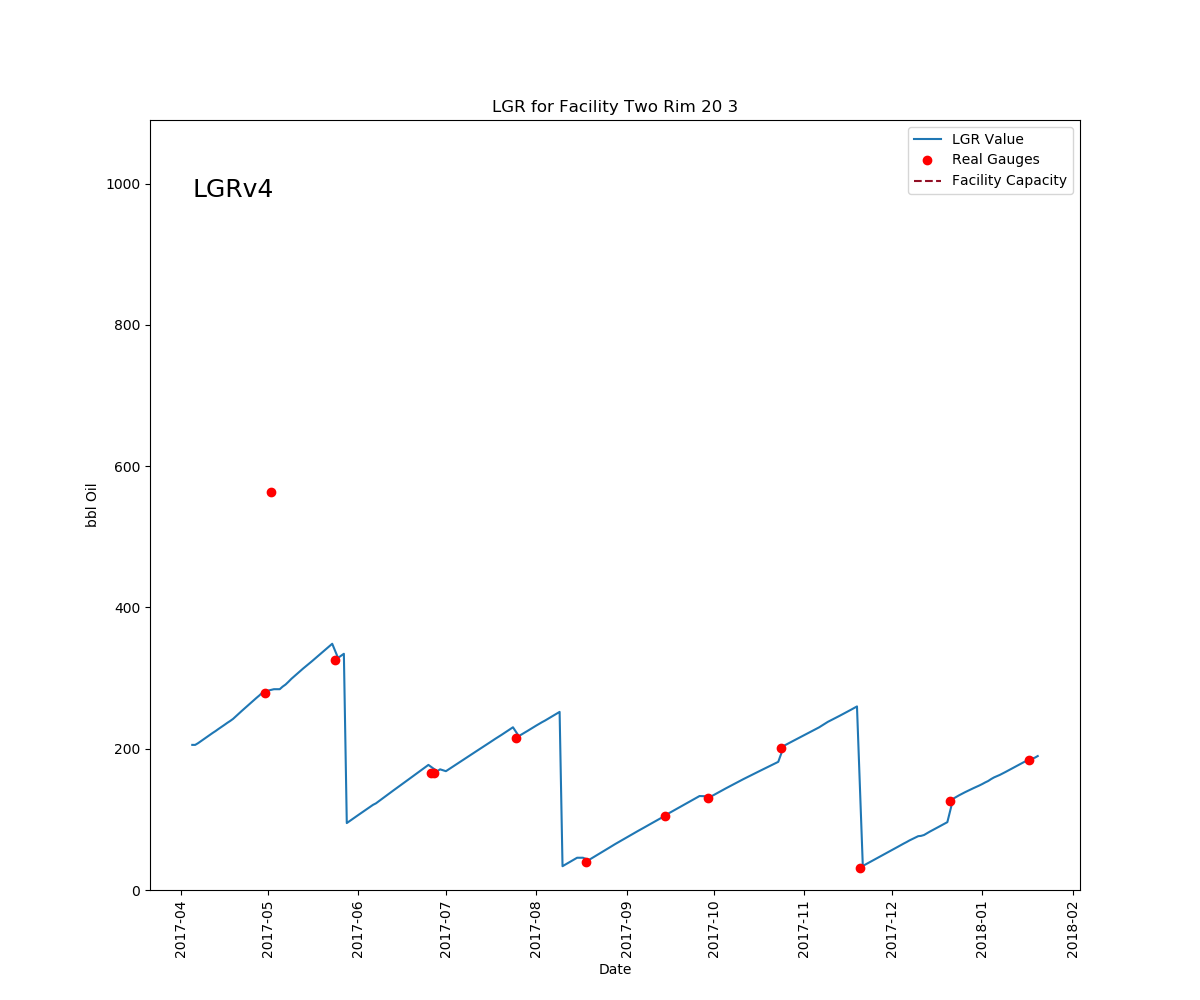 LGR for Facility Two Rim 20 3
LGRv4
LGR Value
Real Gauges
Facility Capacity
1000
800
600
400
200
0
bbl Oil
2017-04
2017-05
2017-06
2017-07
2017-08
2017-09
2017-10
2017-11
2017-12
2018-01
2018-02
Date